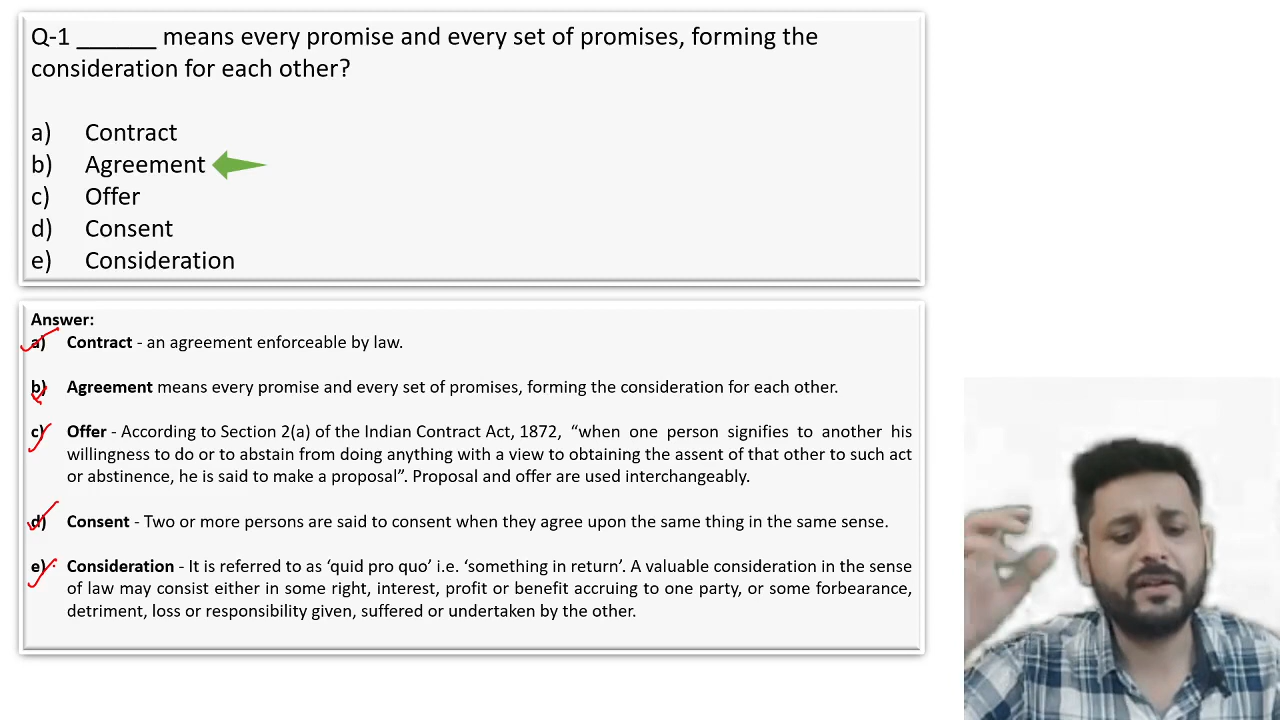 Q-1 ______ means every promise and every set of promises, forming the
consideration for each other?
a) Contract
b) Agreement
c) Offer
d) Consent
e) Consideration
Answer:
a) Contract - an agreement enforceable by law.
b) Agreement means every promise and every set of promises, forming the consideration for each other.
c) Offer - According to Section 2(a) of the Indian Contract Act, 1872, “when one person signifies to another his
willingness to do or to abstain from doing anything with a view to obtaining the assent of that other to such act
or abstinence, he is said to make a proposal”. Proposal and offer are used interchangeably.
d) Consent - Two or more persons are said to consent when they agree upon the same thing in the same sense.
e) Consideration - It is referred to as ‘quid pro quo’ i.e. ‘something in return’. A valuable consideration in the sense
of law may consist either in some right, interest, profit or benefit accruing to one party, or some forbearance,
detriment, loss or responsibility given, suffered or undertaken by the other.